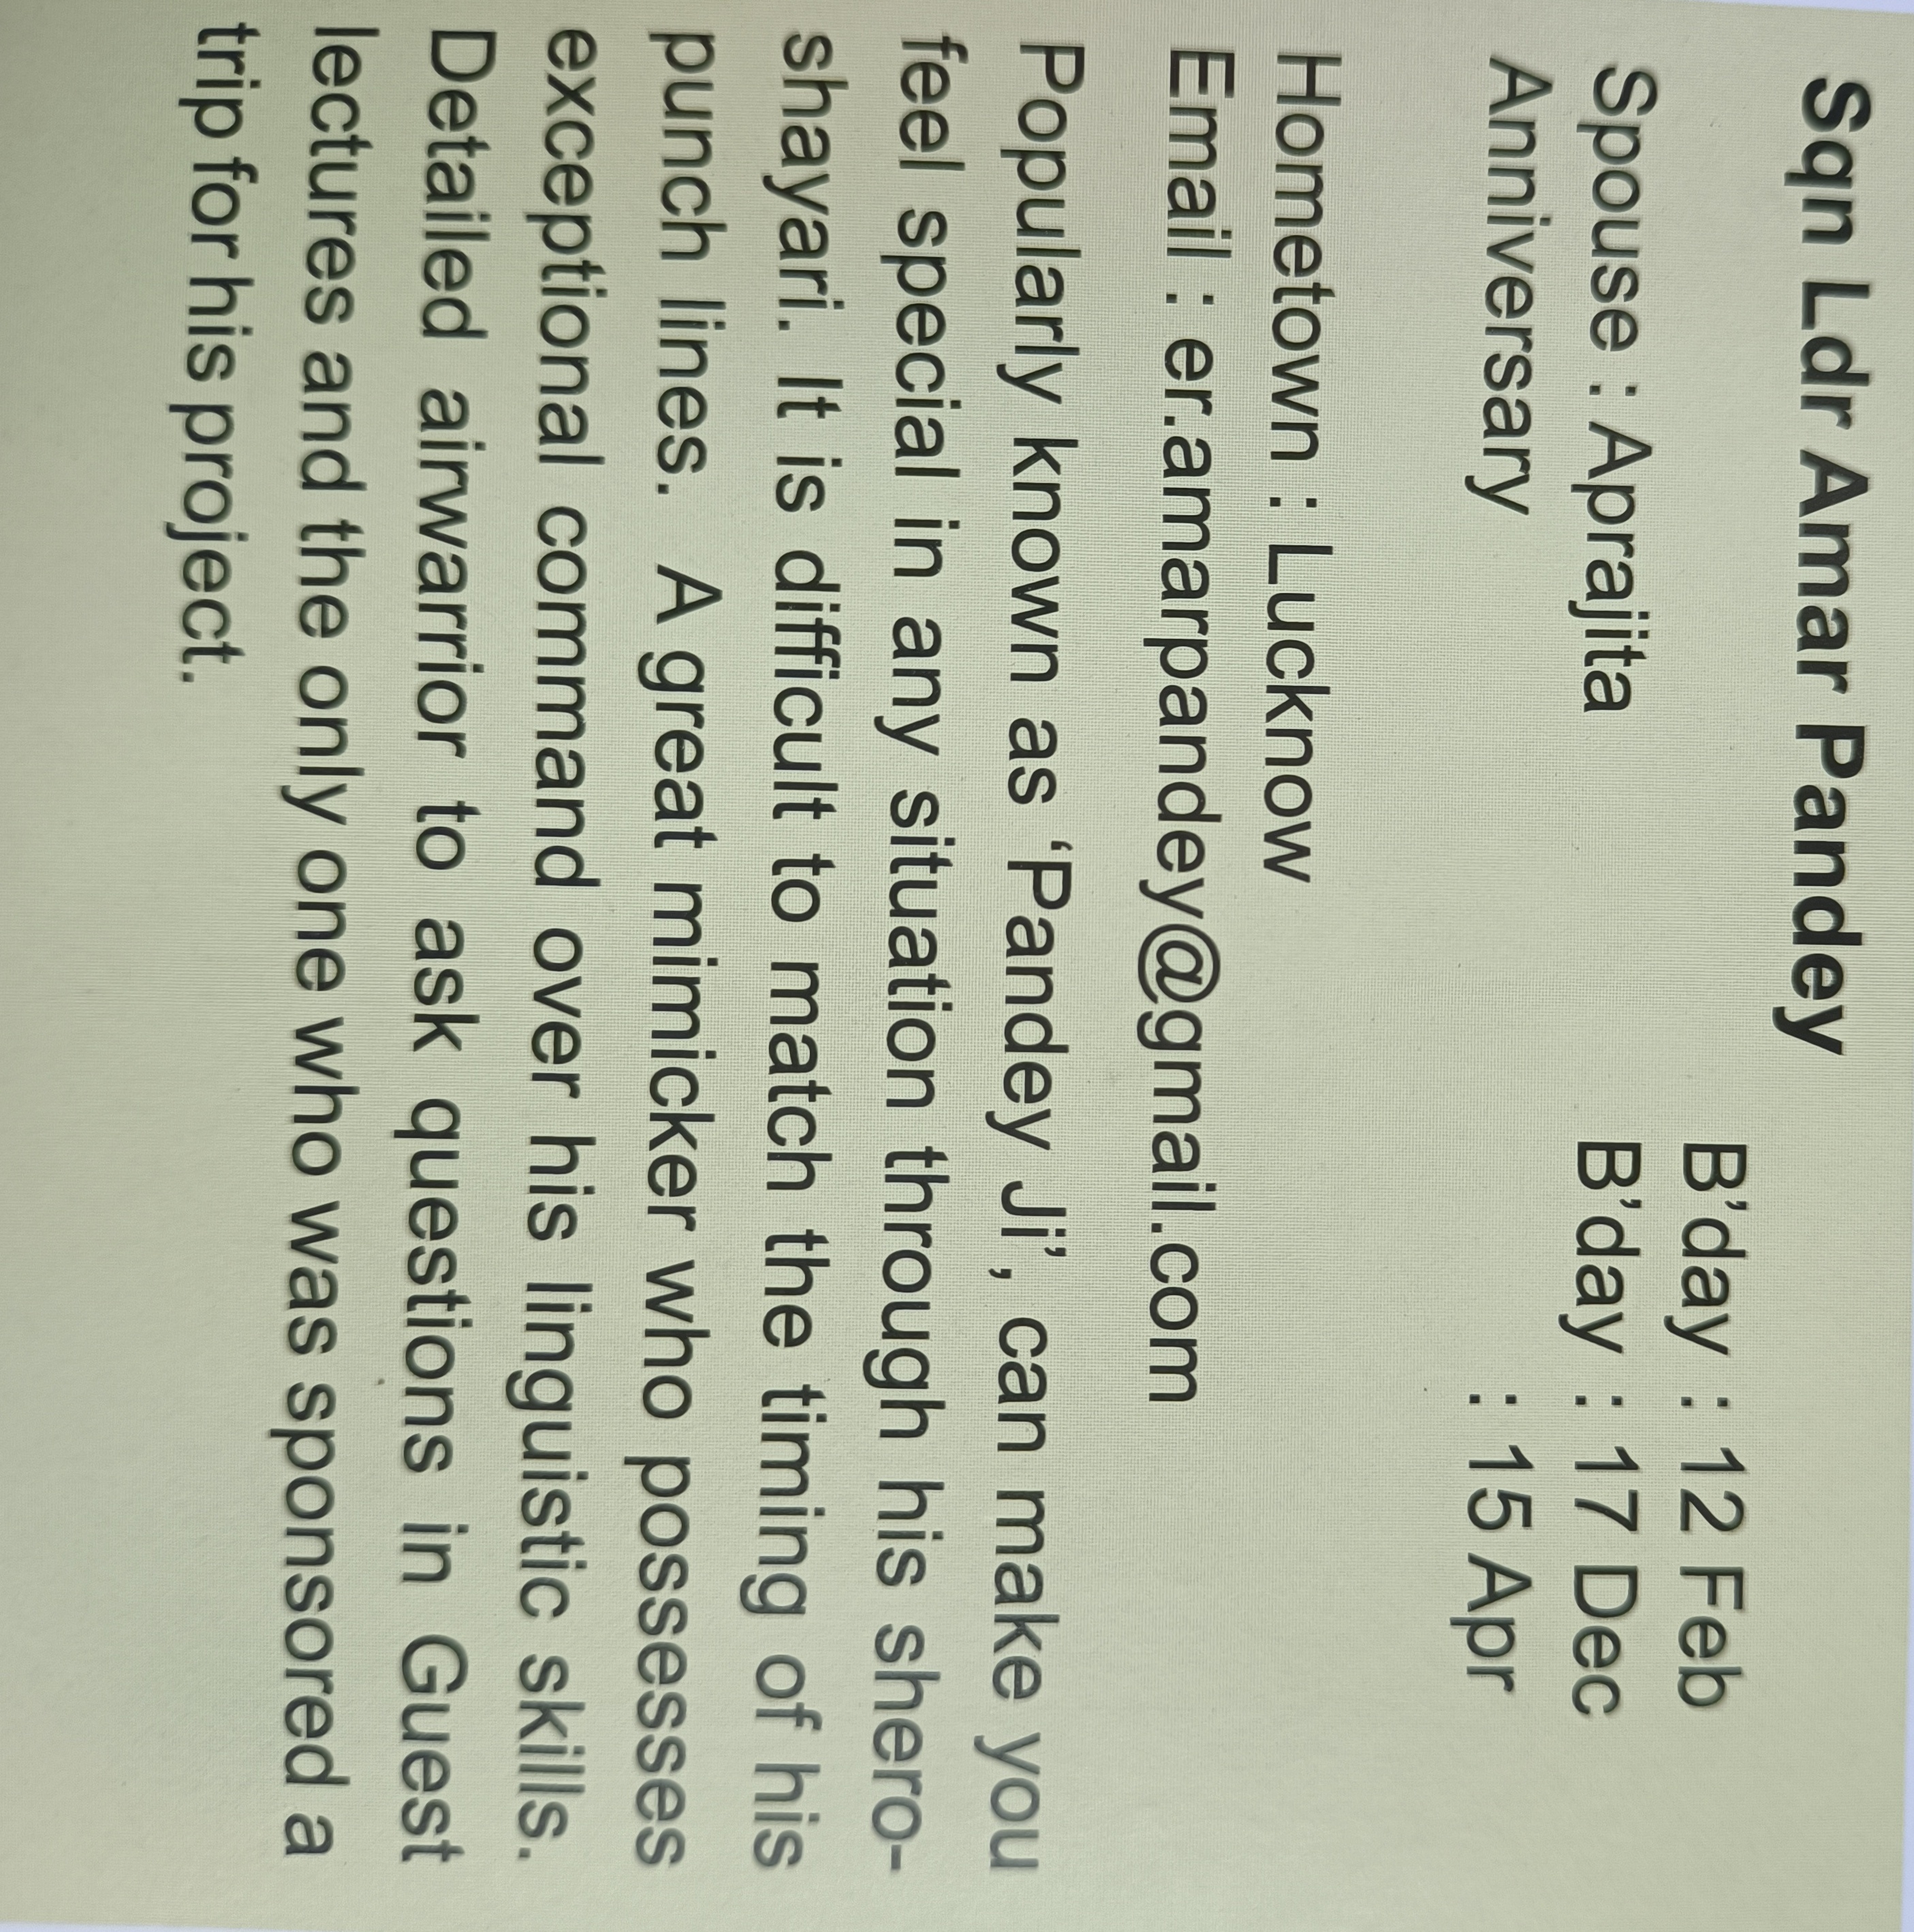 Sqn Ldr Amar Pandey
B'day : 12 Feb
Spouse : Aprajita B'day : 17 Dec
Anniversary : 15 Apr
Hometown : Lucknow
Email : er.amarpandey@gmail.com
Popularly known as ‘Pandey Ji’, can make you
feel special in any situation through his shero-
shayari. It is difficult to match the timing of his
punch lines. A great mimicker who possesses
exceptional command over his linguistic skills.
Detailed airwarrior to ask questions in Guest
lectures and the only one who was sponsored a
trip for his project.